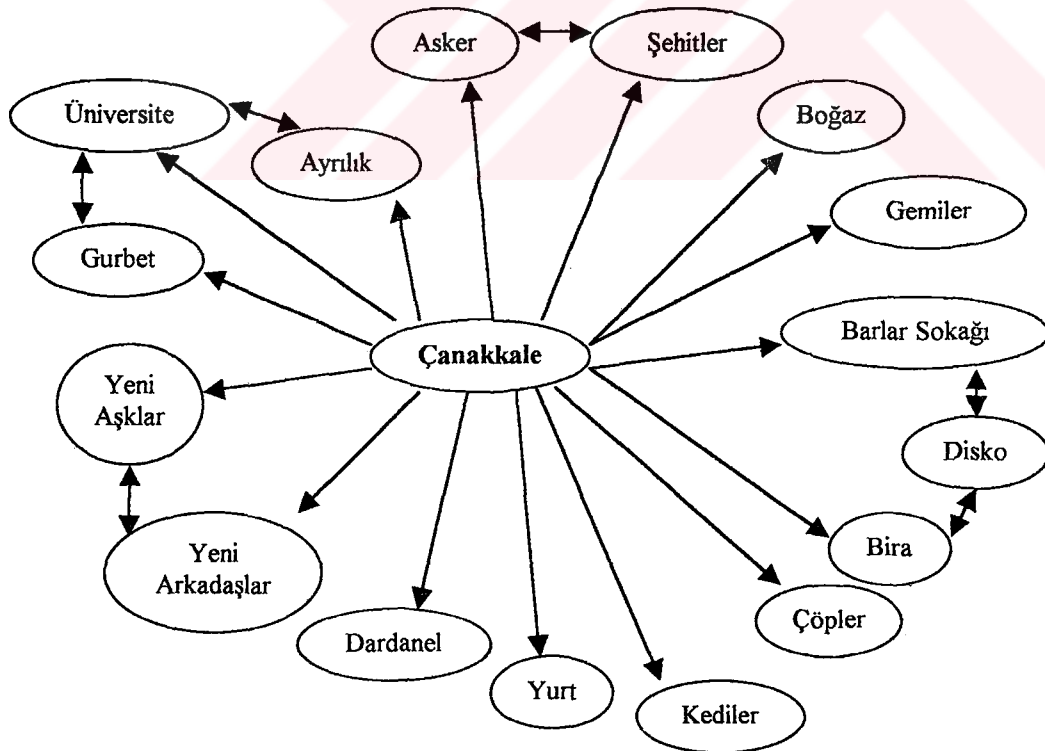 Asker
Şehitler
Üniversite
Boğaz
Ayrılık
Gemiler
Gurbet
Barlar Sokağı
Çanakkale
Yeni
Aşklar
Disko
Bira
Yeni
Arkadaşlar
Çöpler
Dardanel
Yurt
Kediler